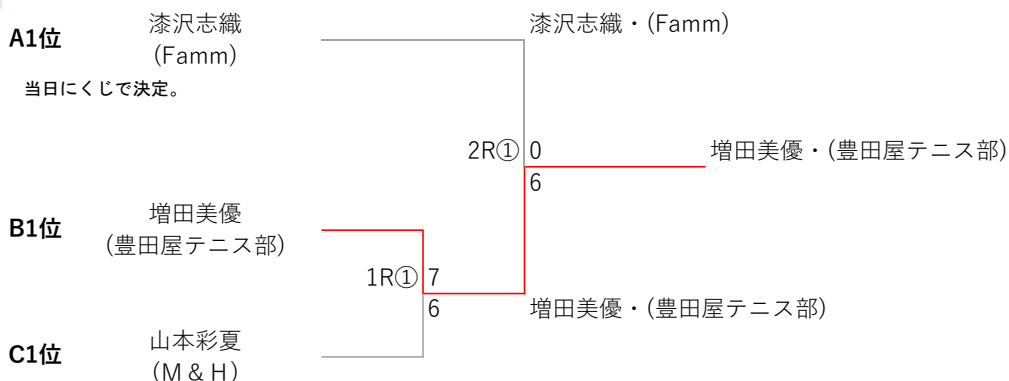 A1位
漆沢志織
(Famm)
漆沢志織・(Famm)
当日にくじで決定。
2R① 0
6
増田美優・(豊田屋テニス部)
B1位
増田美優
(豊田屋テニス部)
1R① 7
6
増田美優・(豊田屋テニス部)
C1位
山本彩夏
(M & H)